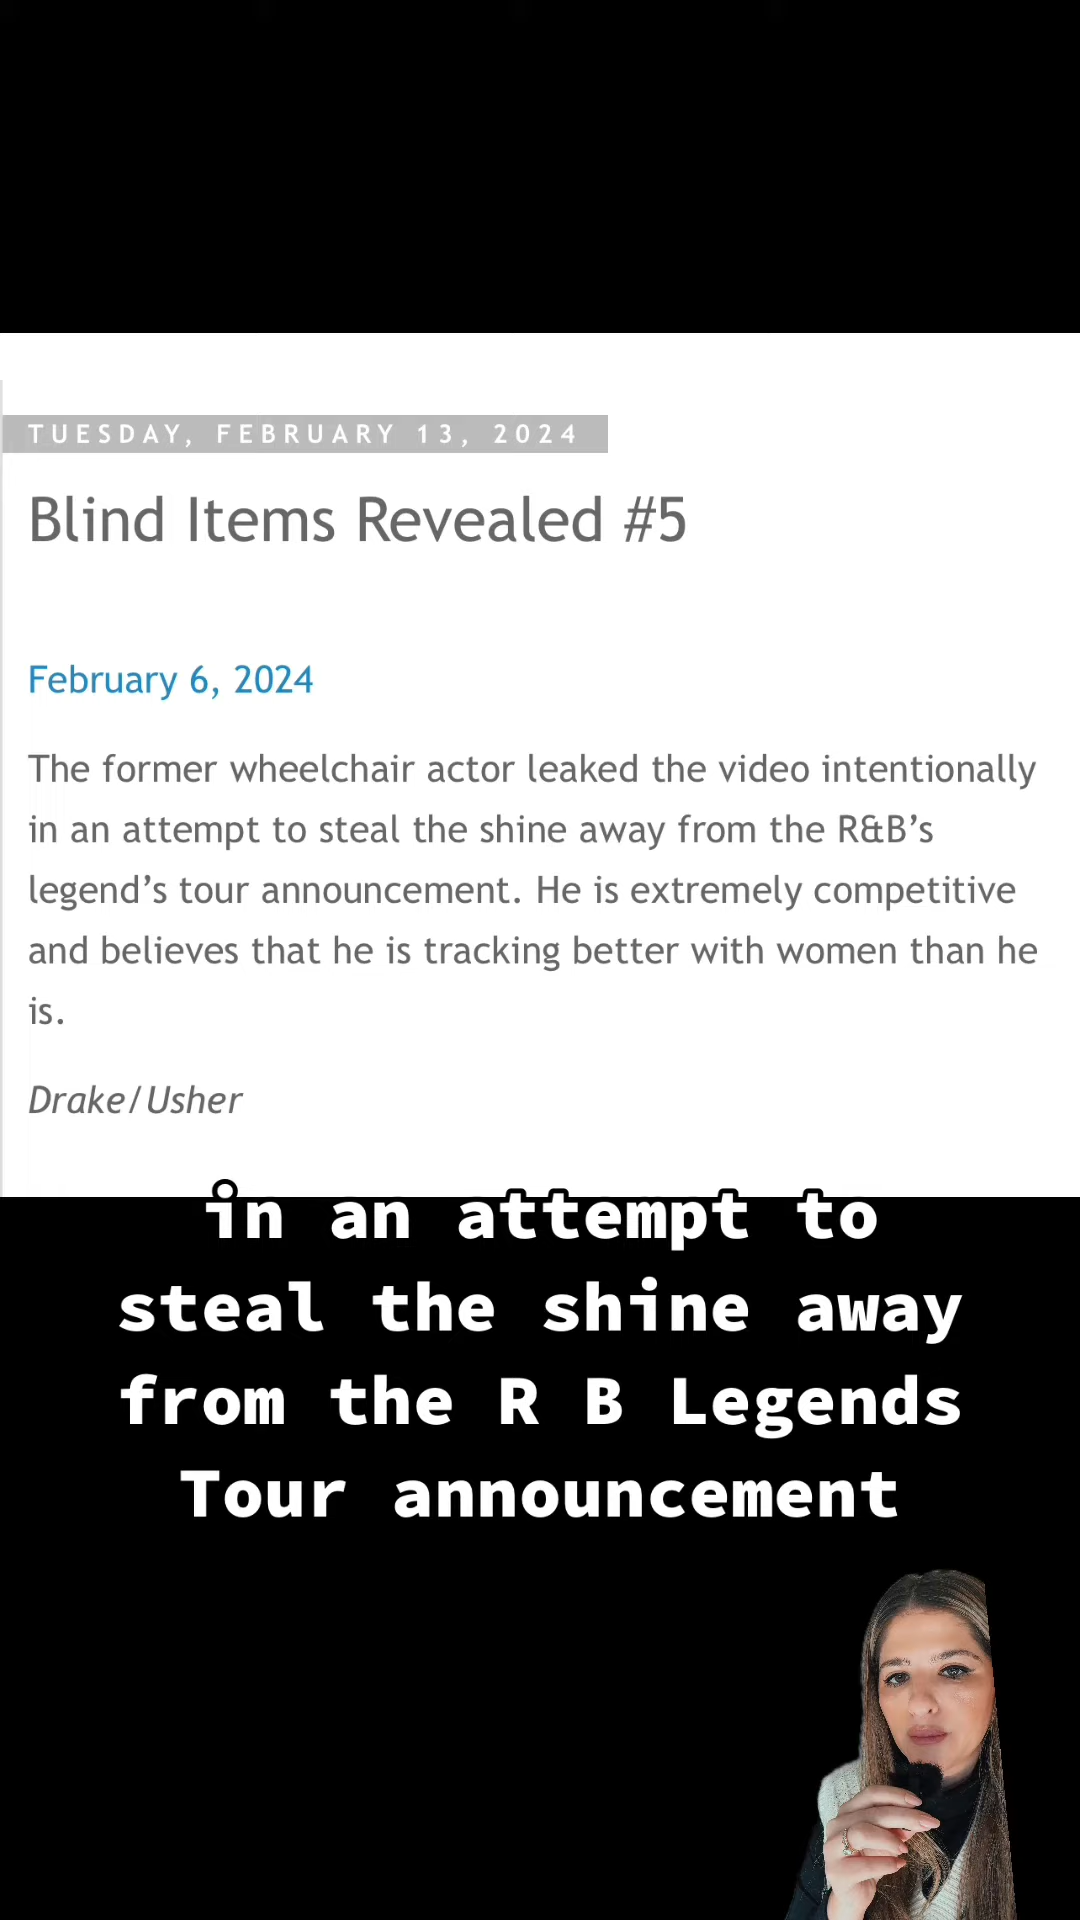 TUESDAY, FEBRUARY 13, 2024
Blind Items Revealed #5
February 6, 2024
The former wheelchair actor leaked the video intentionally
in an attempt to steal the shine away from the R&B’s
legend’s tour announcement. He is extremely competitive
and believes that he is tracking better with women than he
is.
Drake/Usher
in an attempt to
steal the shine away
from the R B Legends
Tour announcement